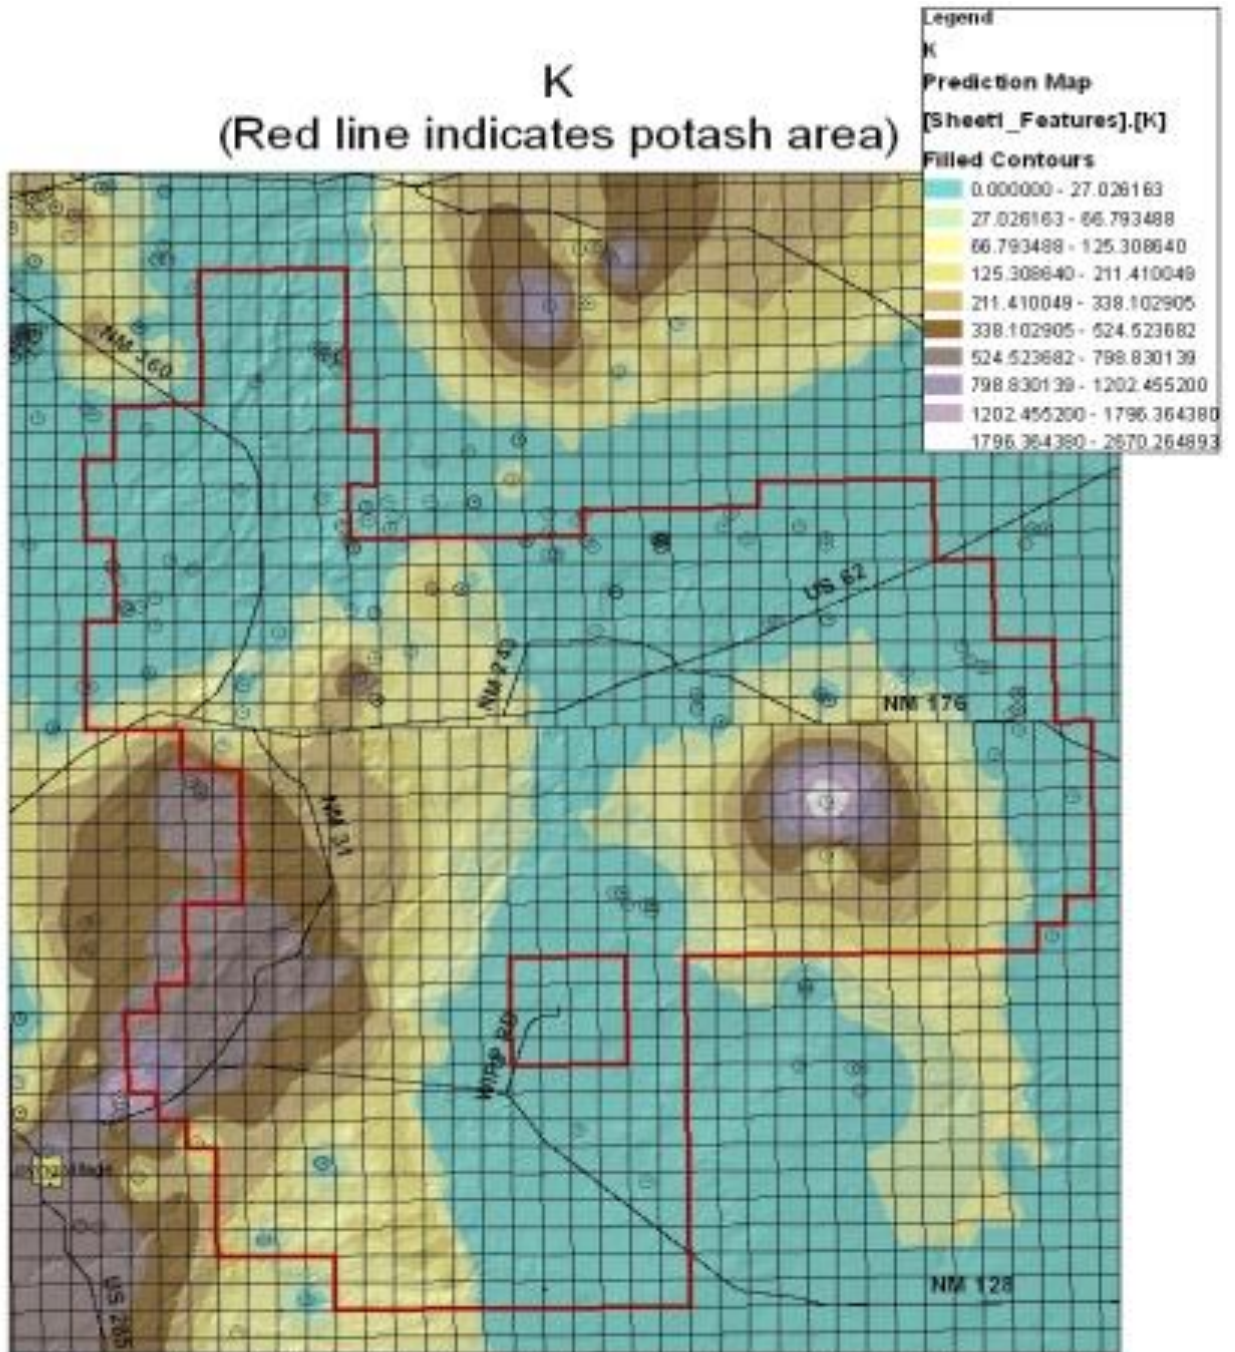 Legend
K
Prediction Map
[Sheet1_Features].[K]
Filled Contours
0.000000 - 27.026163
27.026163 - 66.793488
66.793488 - 125.308640
125.308640 - 211.410049
211.410049 - 338.102905
338.102905 - 524.523682
524.523682 - 798.830139
798.830139 - 1202.455200
1202.455200 - 1796.364380
1796.364380 - 2670.264893
K
(Red line indicates potash area)
NM 360
US 62
NM 243
NM 176
NM 31
WIPP RD
NM 128
US 285